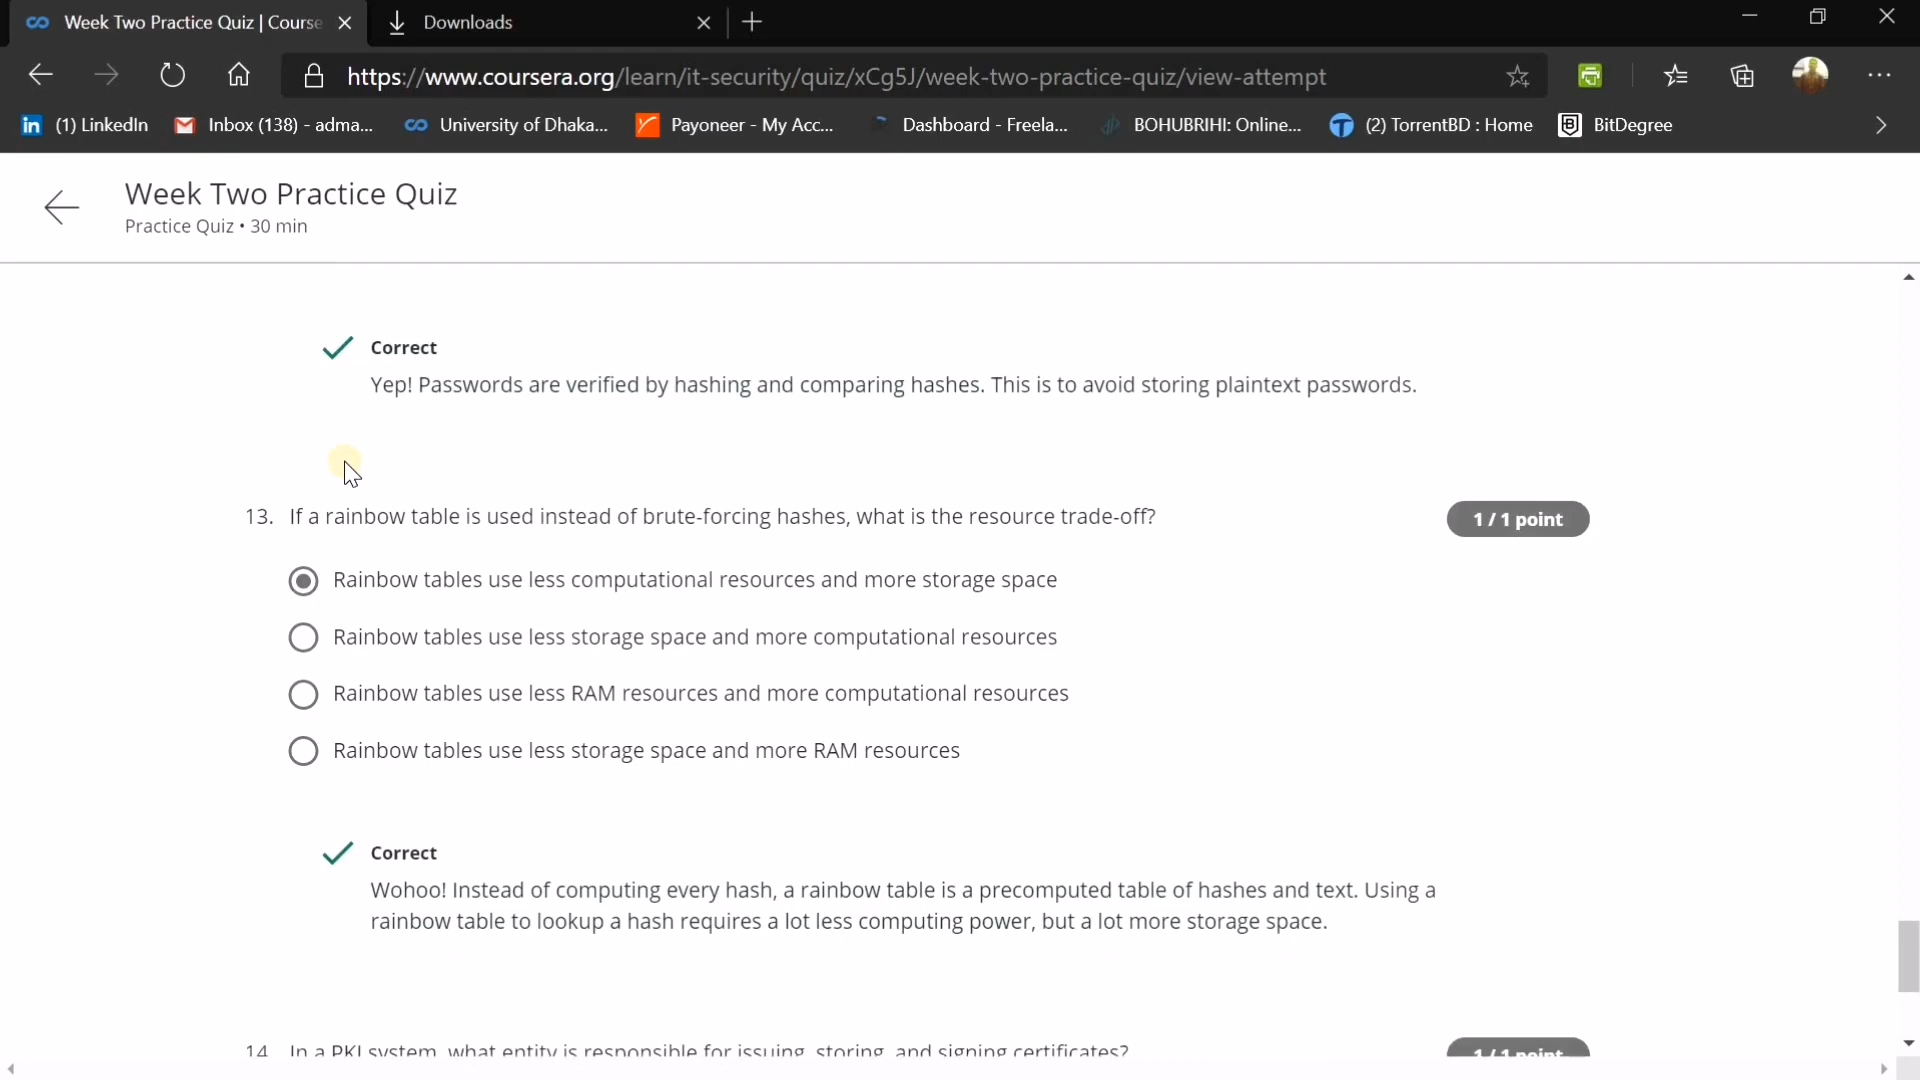 Week Two Practice Quiz | Course
Downloads
https://www.coursera.org/learn/it-security/quiz/xCg5J/week-two-practice-quiz/view-attempt
(1) LinkedIn
Inbox (138) - adma...
University of Dhaka...
Payoneer - My Acc...
Dashboard - Freela...
BOHUBRIHI: Online...
(2) TorrentBD : Home
BitDegree
Week Two Practice Quiz
Practice Quiz • 30 min
Correct
Yep! Passwords are verified by hashing and comparing hashes. This is to avoid storing plaintext passwords.
13. If a rainbow table is used instead of brute-forcing hashes, what is the resource trade-off?
1 / 1 point
Rainbow tables use less computational resources and more storage space
Rainbow tables use less storage space and more computational resources
Rainbow tables use less RAM resources and more computational resources
Rainbow tables use less storage space and more RAM resources
Correct
Wohoo! Instead of computing every hash, a rainbow table is a precomputed table of hashes and text. Using a
rainbow table to lookup a hash requires a lot less computing power, but a lot more storage space.
14. In a PKI system, what entity is responsible for issuing, storing, and signing certificates?
1 / 1 point